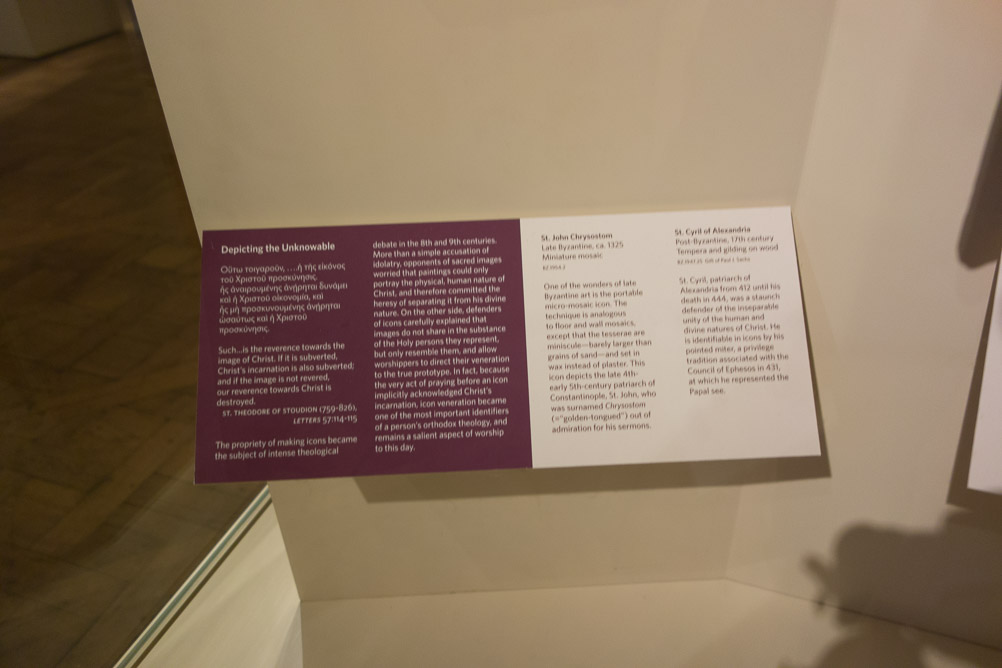 Depicting the Unknowable
Οὕτω τοιγαροῦν, ...ἡ τῆς εἰκόνος
τοῦ Χριστοῦ προσκύνησις.
ἧς ἀναιρουμένης ἀνῄρηται δυνάμει
καὶ ἡ Χριστοῦ οἰκονομία, καὶ
ἧς μὴ προσκυνουμένης ἀνῄρηται
ὡσαύτως καὶ ἡ Χριστοῦ
προσκύνησις.
Such...is the reverence towards the
image of Christ. If it is subverted,
Christ's incarnation is also subverted;
and if the image is not revered,
our reverence towards Christ is
destroyed.
ST. THEODORE OF STOUDION (759-826),
LETTERS 57:114-115
The propriety of making icons became
the subject of intense theological
debate in the 8th and 9th centuries.
More than a simple accusation of
idolatry, opponents of sacred images
worried that paintings could only
portray the physical, human nature of
Christ, and therefore committed the
heresy of separating it from his divine
nature. On the other side, defenders
of icons carefully explained that
images do not share in the substance
of the Holy persons they represent,
but only resemble them, and allow
worshippers to direct their veneration
to the true prototype. In fact, because
the very act of praying before an icon
implicitly acknowledged Christ's
incarnation, icon veneration became
one of the most important identifiers
of a person's orthodox theology, and
remains a salient aspect of worship
to this day.
St. John Chrysostom
Late Byzantine, ca. 1325
Miniature mosaic
BZ.1954.2
One of the wonders of late
Byzantine art is the portable
micro-mosaic icon. The
technique is analogous
to floor and wall mosaics,
except that the tesserae are
miniscule—barely larger than
grains of sand—and set in
wax instead of plaster. This
icon depicts the late 4th-
early 5th-century patriarch of
Constantinople, St. John, who
was surnamed Chrysostom
(="golden-tongued") out of
admiration for his sermons.
St. Cyril of Alexandria
Post-Byzantine, 17th century
Tempera and gilding on wood
Gift of Paul
St. Cyril, patriarch of
Alexandria from 412 until his
death in 444, was a staunch
defender of the inseparable
unity of the human and
divine natures of Christ. He
is identifiable in icons by his
pointed miter, a privilege
tradition associated with the
Council of Ephesos in 431,
at which he represented the
Papal see.